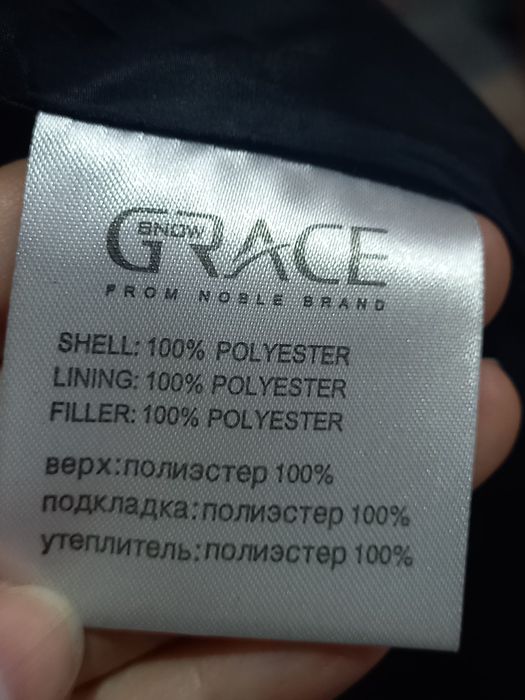 SNOW
GRACE
FROM NOBLE BRAND
SHELL: 100% POLYESTER
LINING: 100% POLYESTER
FILLER: 100% POLYESTER
верх:полиэстер 100%
подкладка:полиэстер 100%
утеплитель:полиэстер 100%